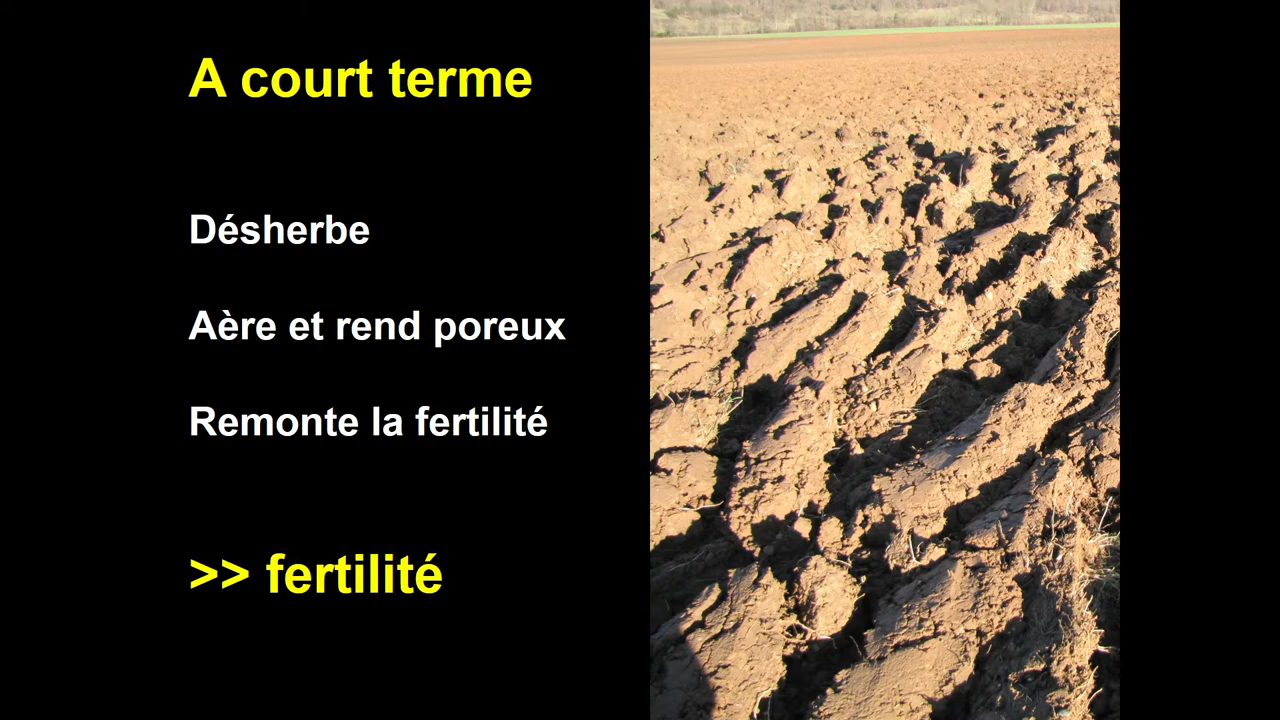 A court terme
Désherbe
Aère et rend poreux
Remonte la fertilité
>> fertilité